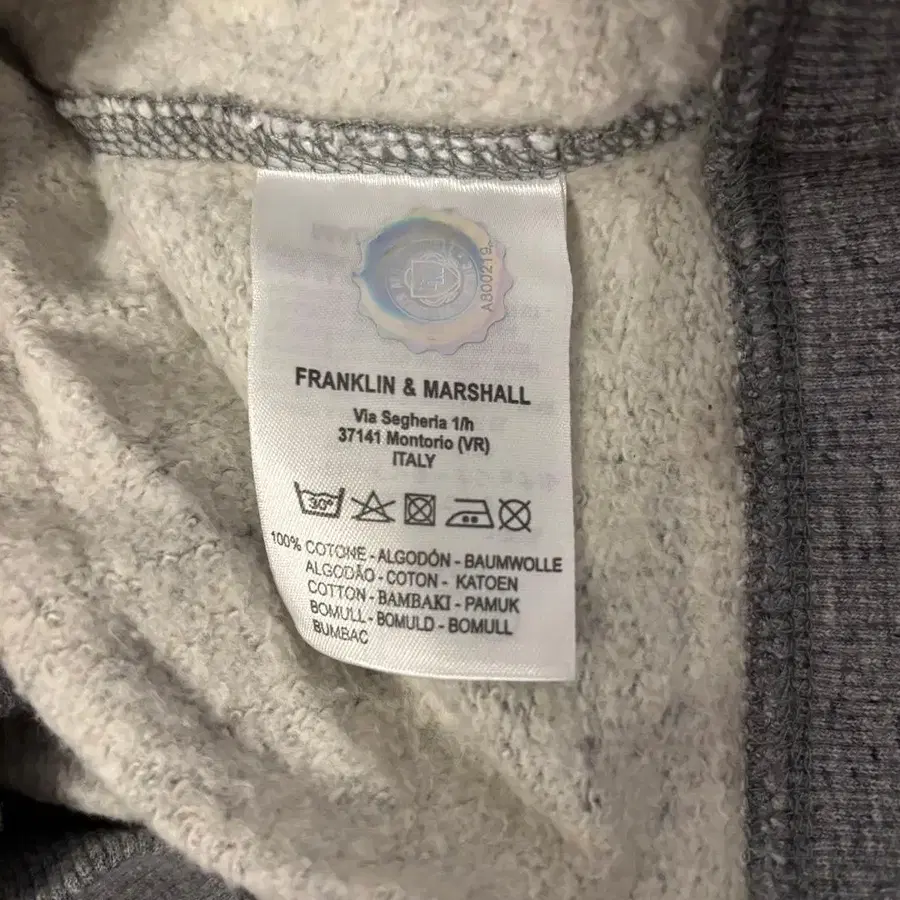 A800219
FRANKLIN & MARSHALL
Via Segheria 1/h
37141 Montorio (VR)
ITALY
30°
100% COTONE - ALGODÓN - BAUMWOLLE
ALGODÃO - COTON - KATOEN
COTTON - BAMBAKI - PAMUK
BOMULL - BOMULD - BOMULL
BUMBAC